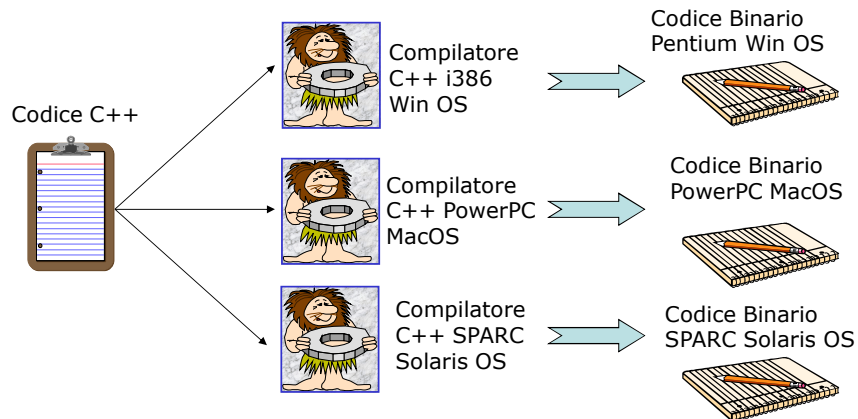 Codice C++
Compilatore
C++ i386
Win OS
Codice Binario
Pentium Win OS
Compilatore
C++ PowerPC
MacOS
Codice Binario
PowerPC MacOS
Compilatore
C++ SPARC
Solaris OS
Codice Binario
SPARC Solaris OS